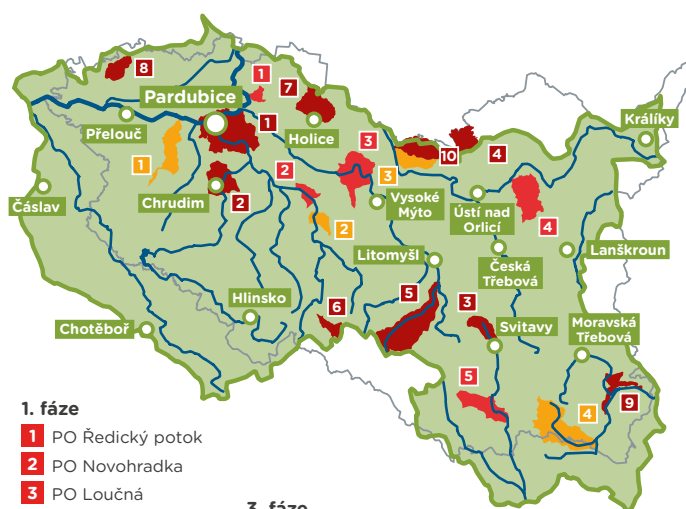 8
1
7
Pardubice
Králíky
Přelouč
1
Holice
3
10
4
1
2
3
Čáslav
Chrudim
2
Vysoké
Mýto
Ústí nad
Orlicí
4
2
Litomyšl
Česká
Třebová
Lanškroun
Hlinsko
5
3
6
Chotěboř
Svitavy
Moravská
Třebová
5
4
9
1. fáze
1 PO Ředický potok
2 PO Novohradka
3 PO Loučná